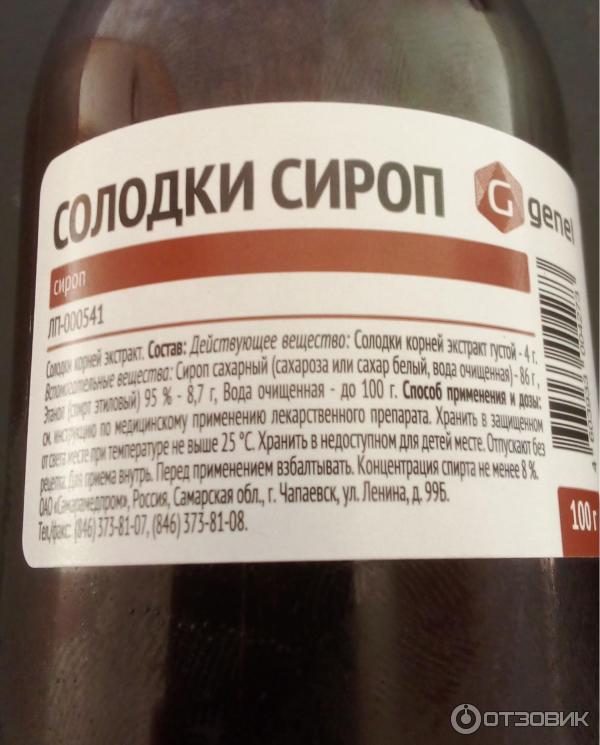 СОЛОДКИ СИРОП
G genel
сироп
ЛП-000541
Солодки корней экстракт. Состав: Действующее вещество: Солодки корней экстракт густой - 4 г.
Вспомогательные вещества: Сироп сахарный (сахароза или сахар белый, вода очищенная) - 86 г,
Этанол (спирт этиловый) 95 % - 8,7 г, Вода очищенная - до 100 г. Способ применения и дозы:
см. инструкцию по медицинскому применению лекарственного препарата. Хранить в защищенном
от света месте при температуре не выше 25 °С. Хранить в недоступном для детей месте. Отпускают без
рецепта. Для приема внутрь. Перед применением взбалтывать. Концентрация спирта не менее 8 %.
ОАО «Самарамедпром», Россия, Самарская обл., г. Чапаевск, ул. Ленина, д. 99Б.
Тел./факс: (846) 373-81-07, (846) 373-81-08.
100 г
ОТЗОВИК